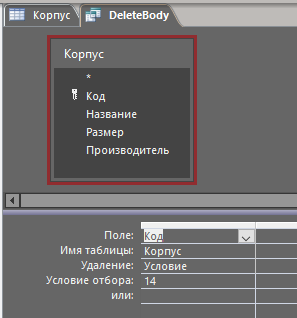 Корпус DeleteBody
Корпус
*
Код
Название
Размер
Производитель
Поле: Код
Имя таблицы: Корпус
Удаление: Условие
Условие отбора: 14
или: